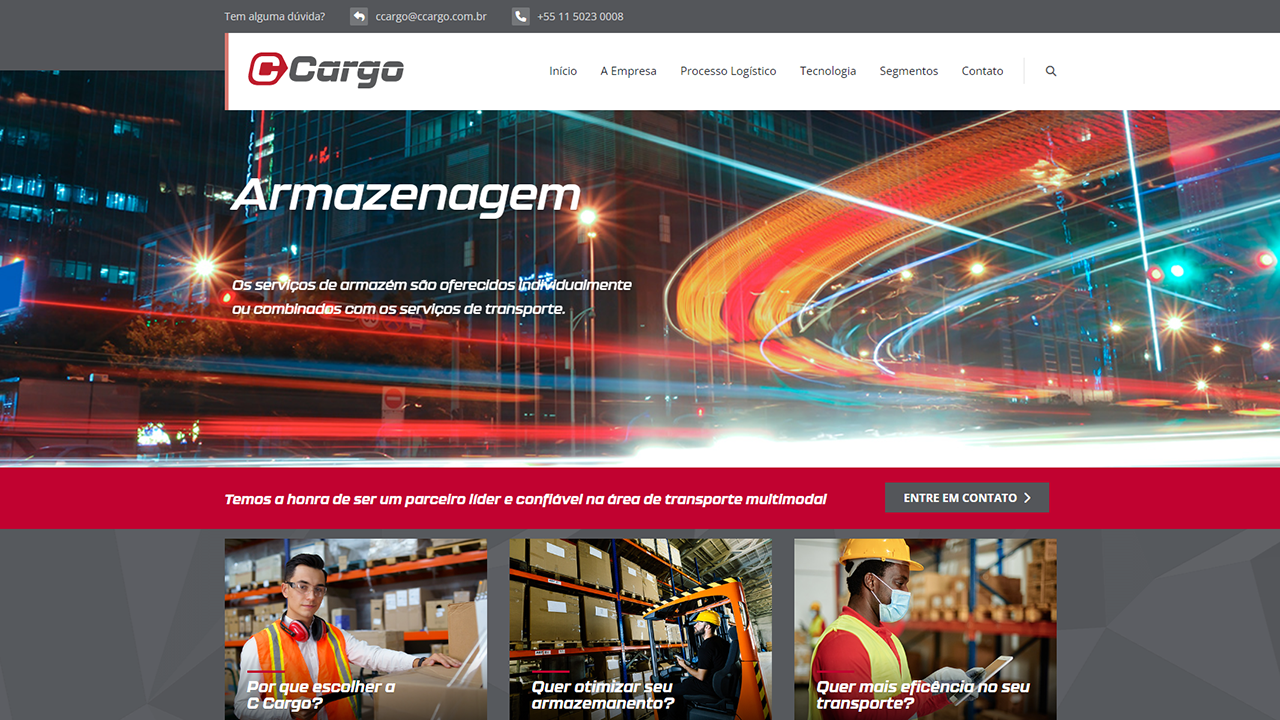 Tem alguma dúvida? ccargo@ccargo.com.br +55 11 5023 0008
C Cargo
Início A Empresa Processo Logístico Tecnologia Segmentos Contato
Armazenagem
Os serviços de armazém são oferecidos individualmente
ou combinados com os serviços de transporte.
Temos a honra de ser um parceiro líder e confiável na área de transporte multimodal
ENTRE EM CONTATO
Por que escolher a
C Cargo?
Quer otimizar seu
armazemanento?
Quer mais eficência no seu
transporte?